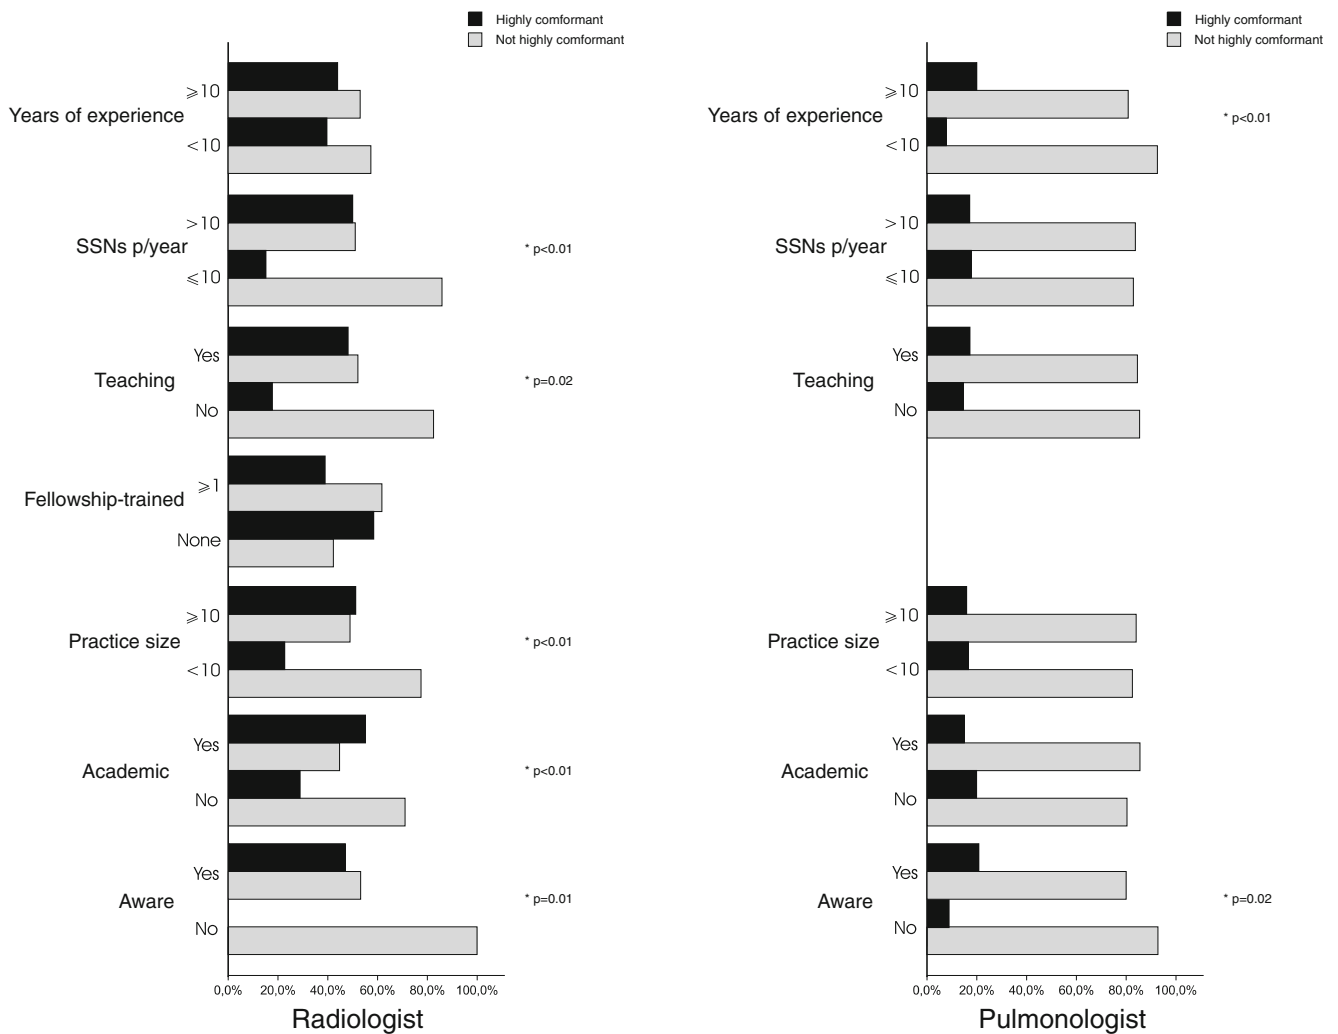 Highly comformant
Not highly comformant
Years of experience
⩾10
<10
SSNs p/year
>10
⩽10
* p<0.01
Teaching
Yes
No
* p=0.02
Fellowship-trained
⩾1
None
Practice size
⩾10
<10
* p<0.01
Academic
Yes
No
* p<0.01
Aware
Yes
No
* p=0.01
0,0% 20,0% 40,0% 60,0% 80,0% 100,0%
Radiologist
Highly comformant
Not highly comformant
Years of experience
⩾10
<10
* p<0.01
SSNs p/year
>10
⩽10
Teaching
Yes
No
Practice size
⩾10
<10
Academic
Yes
No
Aware
Yes
No
* p=0.02
0,0% 20,0% 40,0% 60,0% 80,0% 100,0%
Pulmonologist